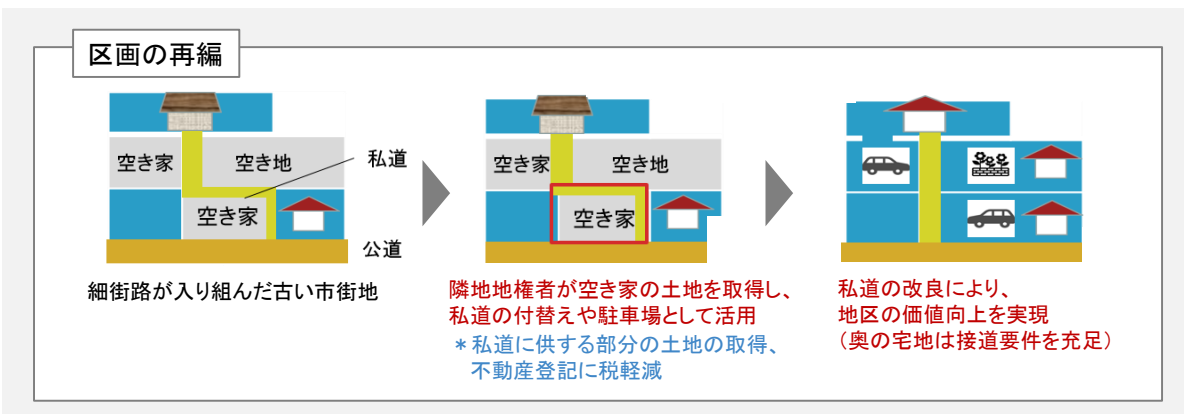 区画の再編
空き家
空き地
私道
空き家
公道
細街路が入り組んだ古い市街地
空き家
空き地
空き家
隣地地権者が空き家の土地を取得し、
私道の付替えや駐車場として活用
＊私道に供する部分の土地の取得、
不動産登記に税軽減
私道の改良により、
地区の価値向上を実現
（奥の宅地は接道要件を充足）